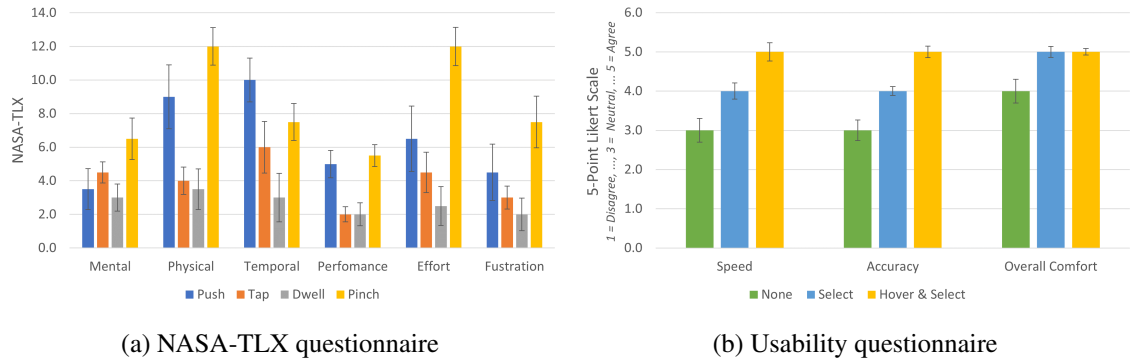 14.0
12.0
10.0
8.0
6.0
4.0
2.0
0.0
NASA-TLX
Mental Physical Temporal Perfomance Effort Fustration
Push Tap Dwell Pinch
(a) NASA-TLX questionnaire
6.0
5.0
4.0
3.0
2.0
1.0
0.0
5-Point Likert Scale
1 = Disagree, ..., 3 = Neutral, ... 5 = Agree
Speed Accuracy Overall Comfort
None Select Hover & Select
(b) Usability questionnaire